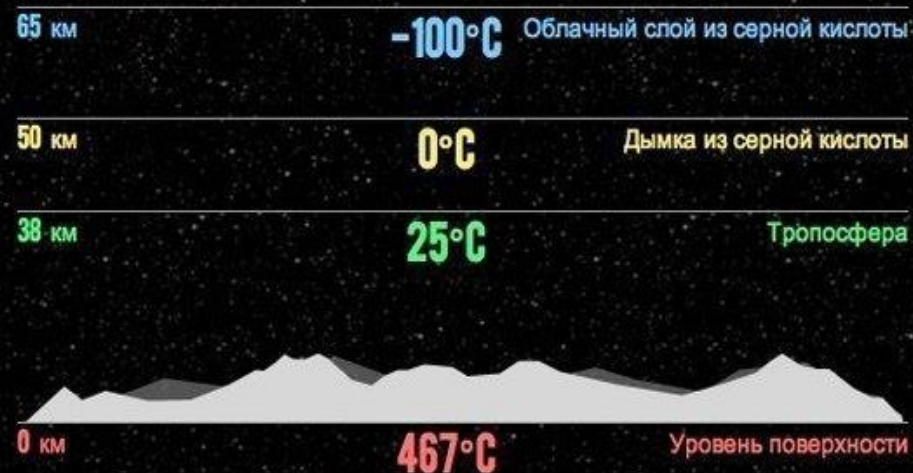 65 км -100°C Облачный слой из серной кислоты
50 км 0°C Дымка из серной кислоты
38 км 25°C Тропосфера
0 км 467°C Уровень поверхности